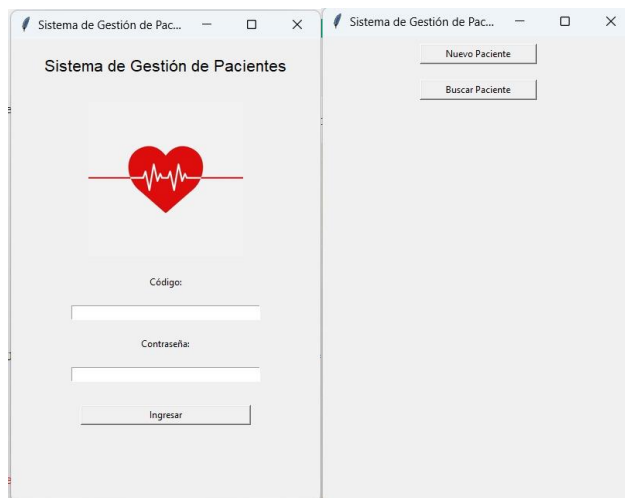 Sistema de Gestión de Pac...
Sistema de Gestión de Pacientes
Código:
Contraseña:
Ingresar
Sistema de Gestión de Pac...
Nuevo Paciente
Buscar Paciente